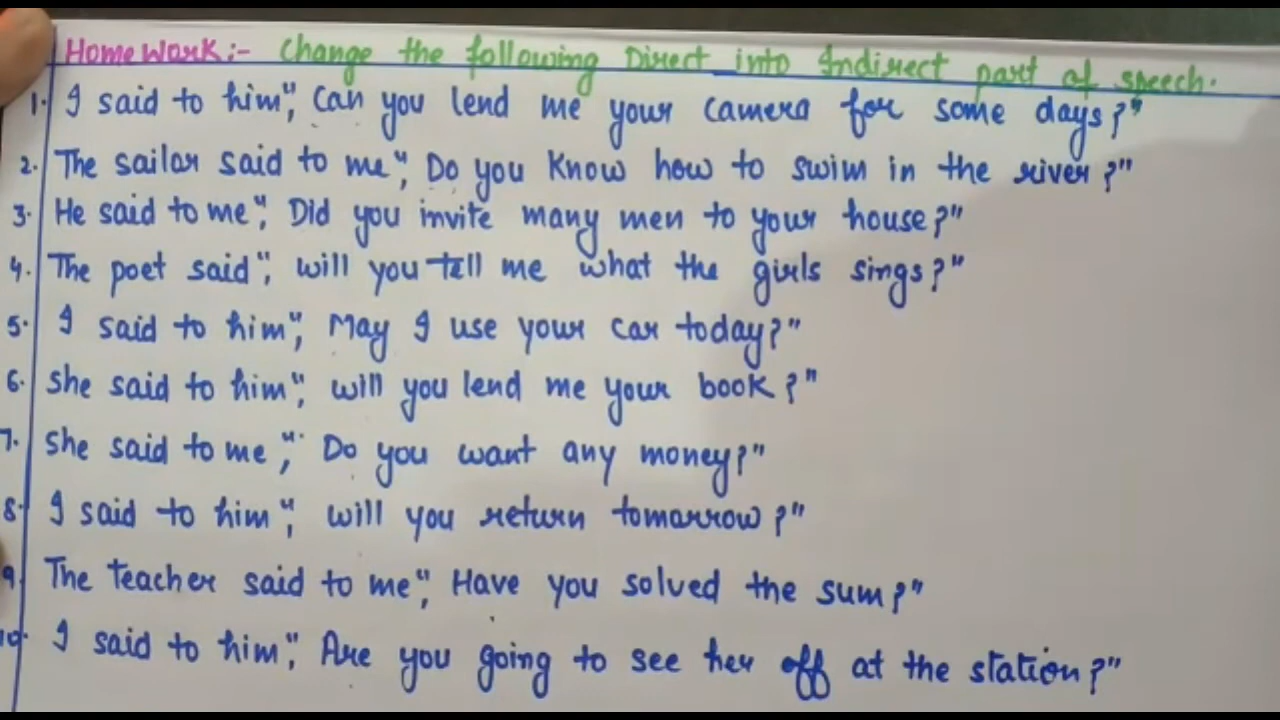 HomeWork:- Change the following Direct into Indirect part of speech.
1. I said to him", Can you lend me your camera for some days?"
2. The sailor said to me", Do you Know how to swim in the river?"
3. He said to me", Did you invite many men to your house?"
4. The poet said", will you tell me what the girls sings?"
5. I said to him", May I use your car today?"
6. she said to him", will you lend me your book?"
7. she said to me", Do you want any money?"
8. I said to him", will you return tomorrow?"
9. The teacher said to me", Have you solved the sum?"
10. I said to him", Are you going to see her off at the station?"